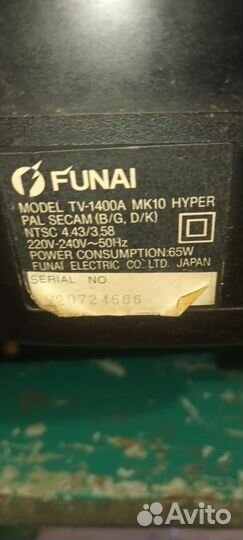 FUNAI
MODEL TV-1400A MK10 HYPER
PAL SECAM (B/G, D/K)
NTSC 4.43/3.58
220V-240V~50Hz
POWER CONSUMPTION:65W
FUNAI ELECTRIC CO., LTD. JAPAN
SERIAL NO.
20724666
Avito